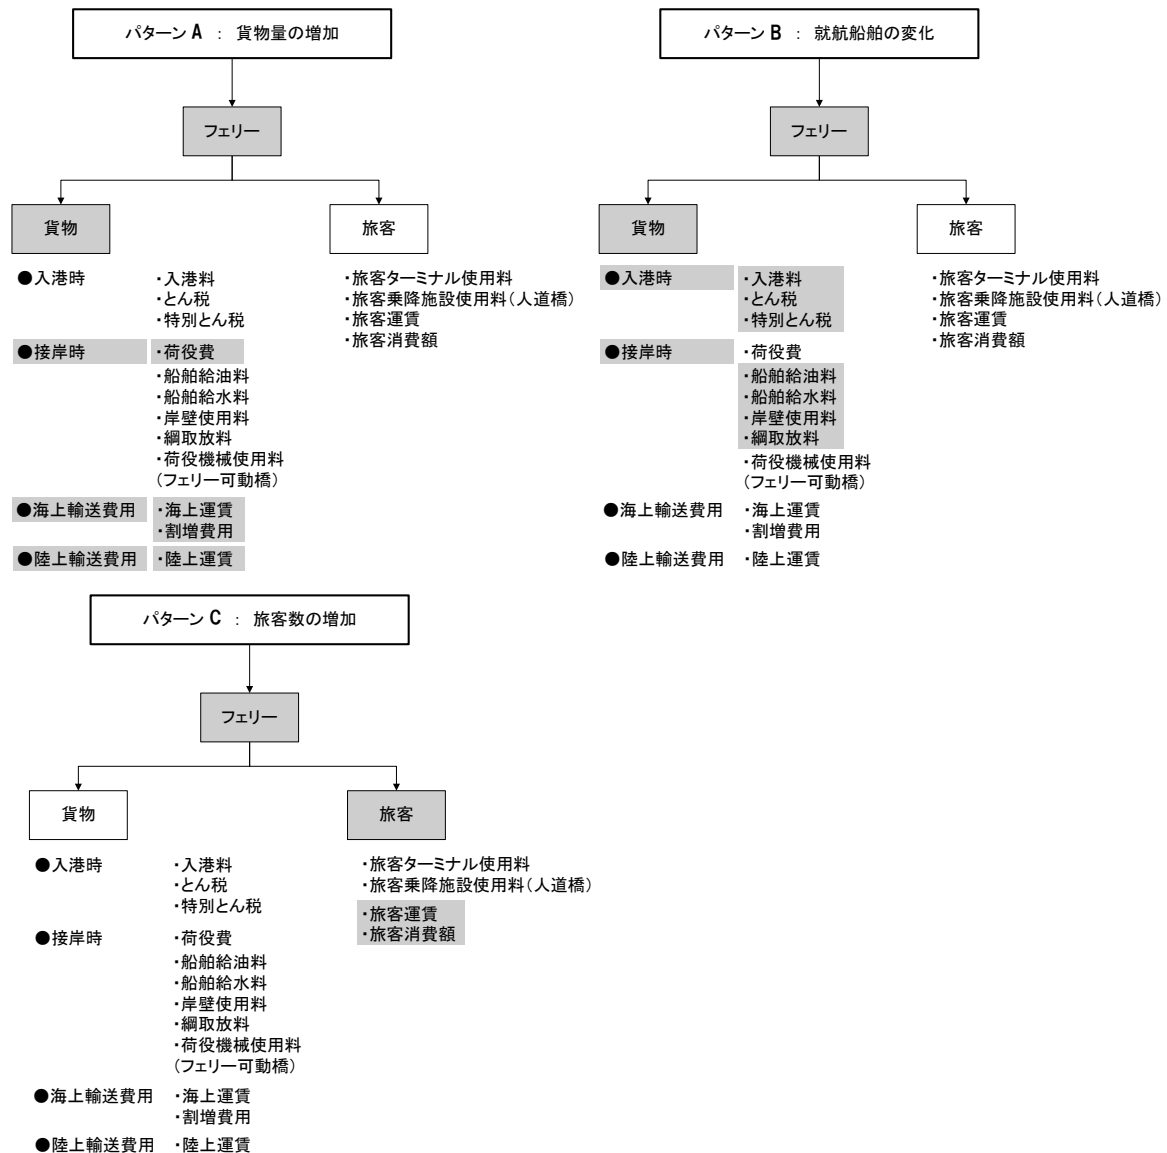 パターン A ： 貨物量の増加
フェリー
貨物
旅客
●入港時 ・入港料
・とん税
・特別とん税
●接岸時 ・荷役費
・船舶給油料
・船舶給水料
・岸壁使用料
・綱取放料
・荷役機械使用料
(フェリー可動橋)
●海上輸送費用 ・海上運賃
・割増費用
●陸上輸送費用 ・陸上運賃
・旅客ターミナル使用料
・旅客乗降施設使用料(人道橋)
・旅客運賃
・旅客消費額
パターン B ： 就航船舶の変化
フェリー
貨物
旅客
●入港時 ・入港料
・とん税
・特別とん税
●接岸時 ・荷役費
・船舶給油料
・船舶給水料
・岸壁使用料
・綱取放料
・荷役機械使用料
(フェリー可動橋)
●海上輸送費用 ・海上運賃
・割増費用
●陸上輸送費用 ・陸上運賃
・旅客ターミナル使用料
・旅客乗降施設使用料(人道橋)
・旅客運賃
・旅客消費額
パターン C ： 旅客数の増加
フェリー
貨物
旅客
●入港時 ・入港料
・とん税
・特別とん税
●接岸時 ・荷役費
・船舶給油料
・船舶給水料
・岸壁使用料
・綱取放料
・荷役機械使用料
(フェリー可動橋)
●海上輸送費用 ・海上運賃
・割増費用
●陸上輸送費用 ・陸上運賃
・旅客ターミナル使用料
・旅客乗降施設使用料(人道橋)
・旅客運賃
・旅客消費額